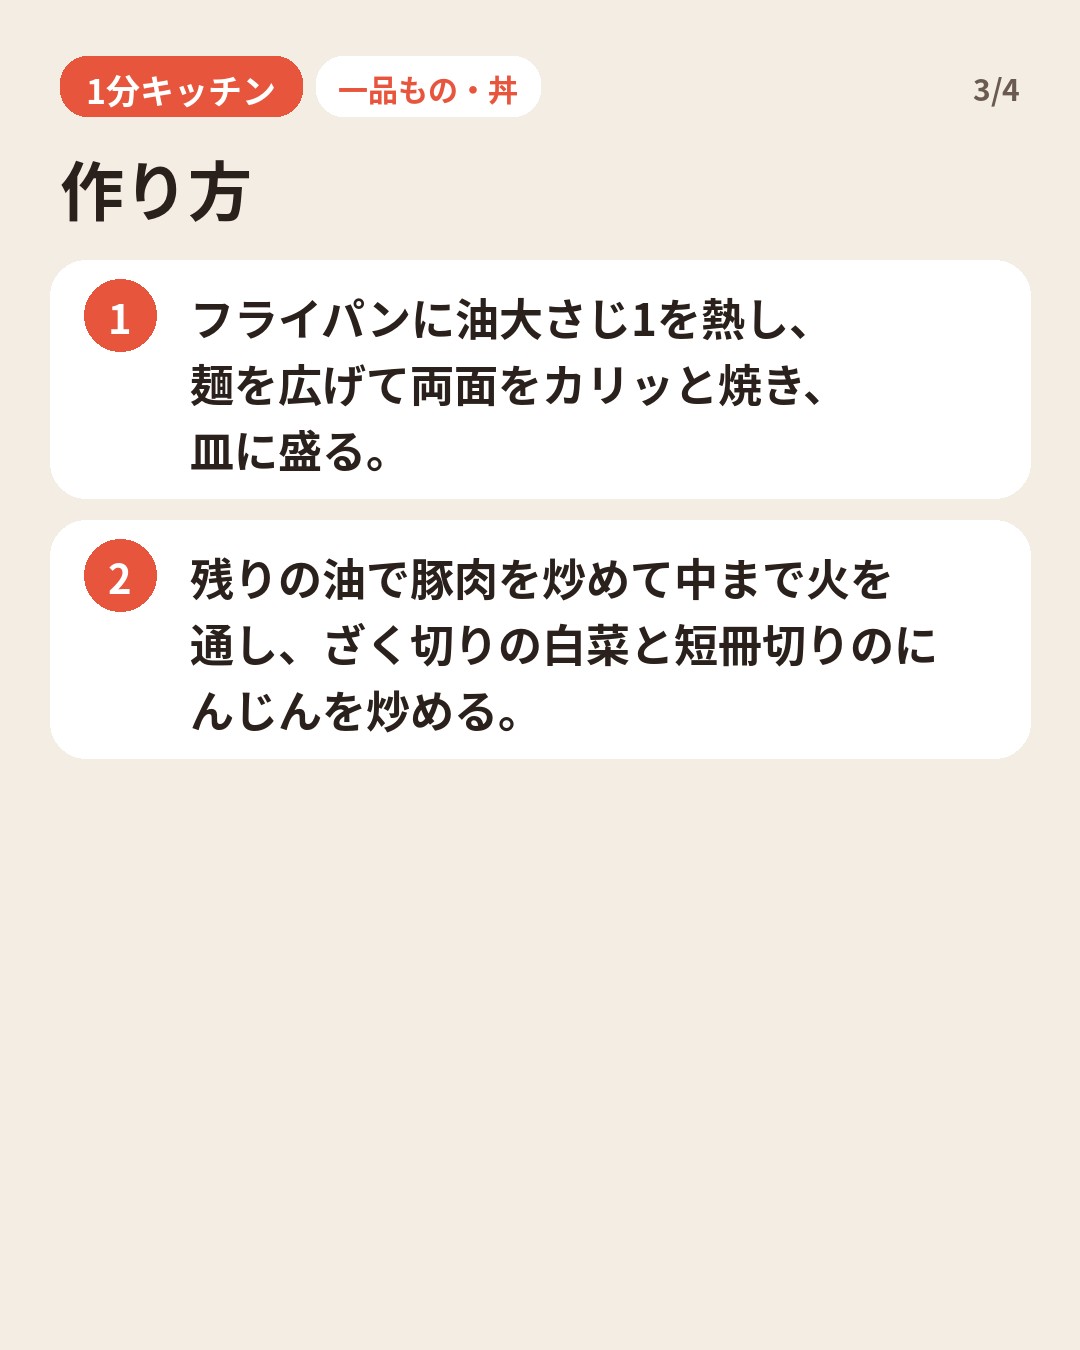 1分キッチン
一品もの・丼
3/4
作り方
1
フライパンに油大さじ1を熱し、
麺を広げて両面をカリッと焼き、
皿に盛る。
2
残りの油で豚肉を炒めて中まで火を
通し、ざく切りの白菜と短冊切りのに
んじんを炒める。